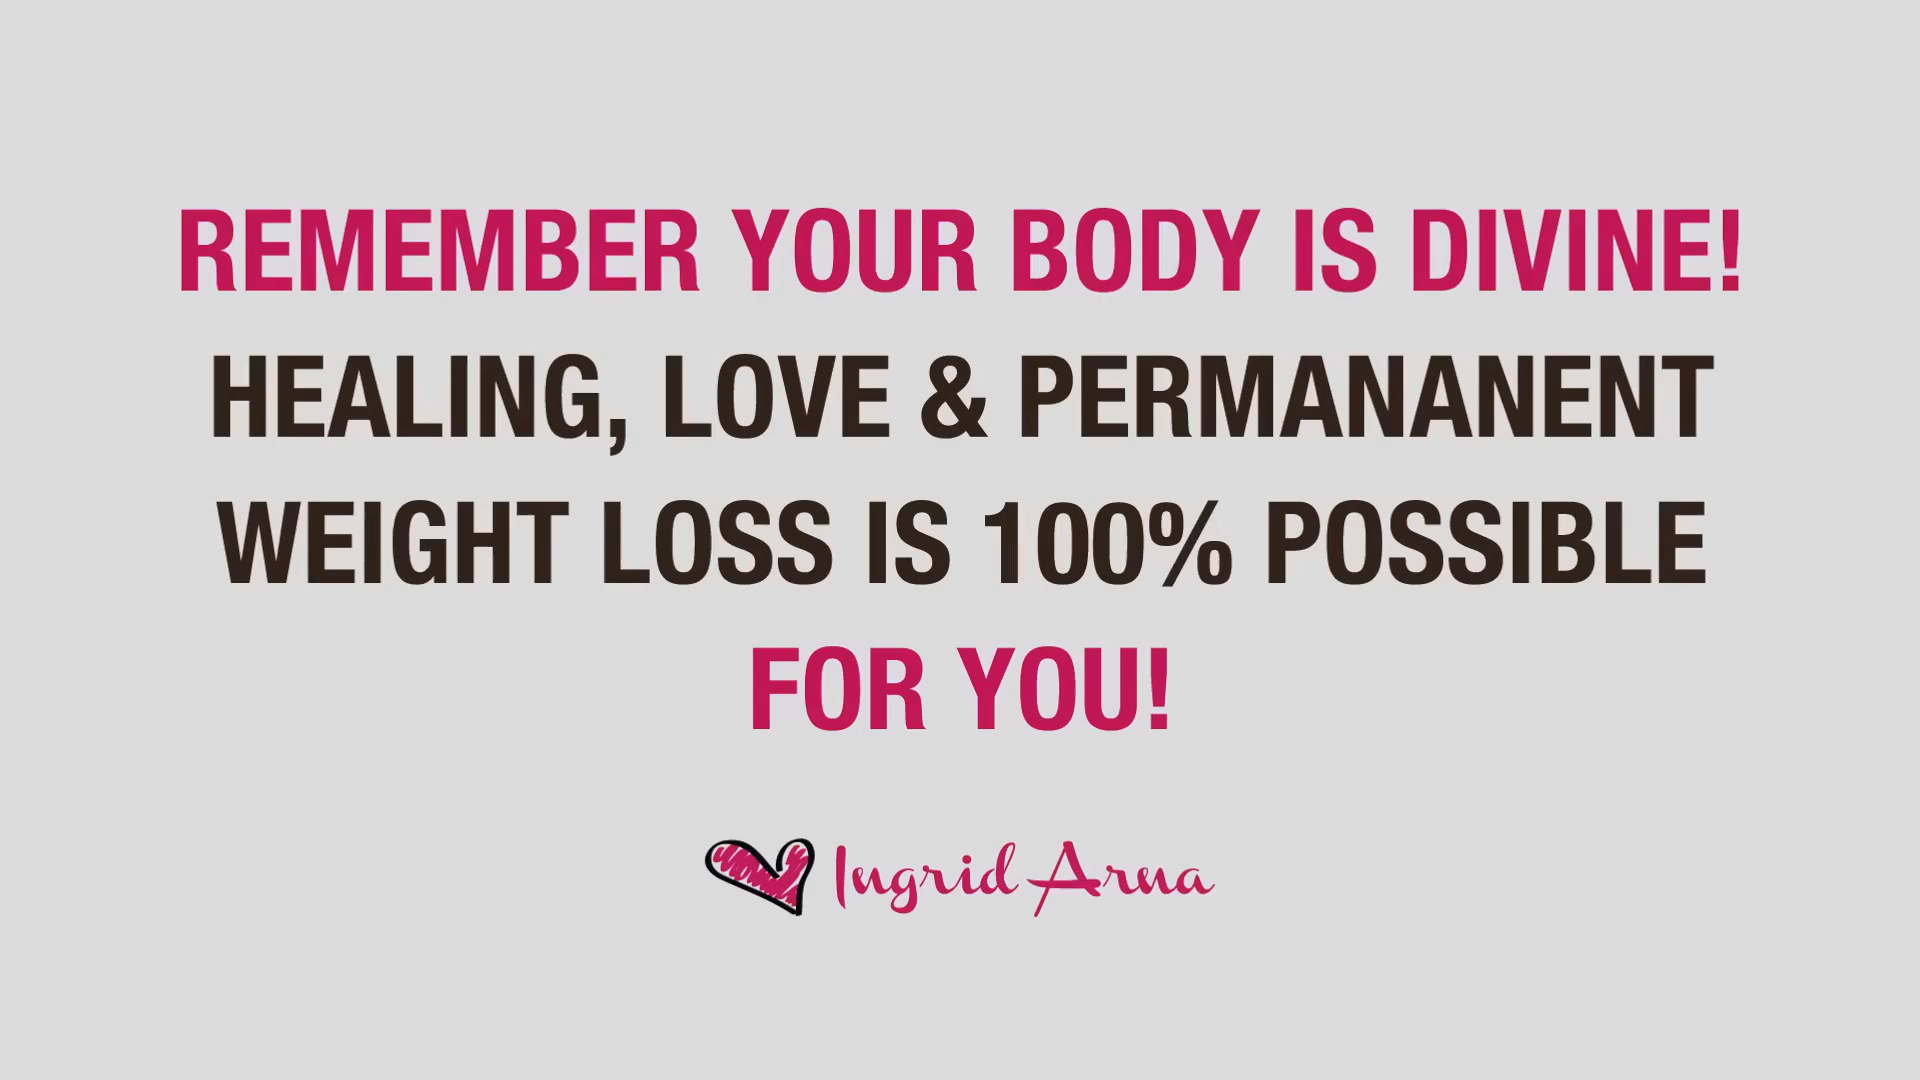 REMEMBER YOUR BODY IS DIVINE!
HEALING, LOVE & PERMANANENT
WEIGHT LOSS IS 100% POSSIBLE
FOR YOU!
Ingrid Arna